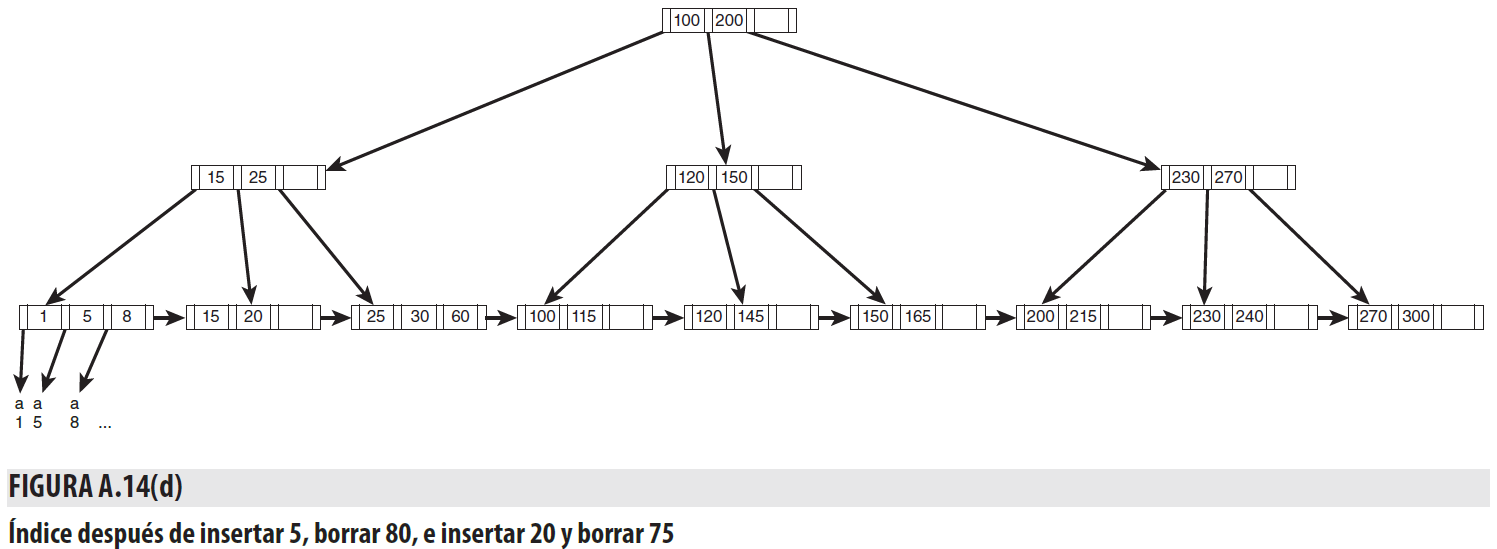 100 200
15 25 120 150 230 270
1 5 8 15 20 25 30 60 100 115 120 145 150 165 200 215 230 240 270 300
a a a
1 5 8 ...
FIGURA A.14(d)
Índice después de insertar 5, borrar 80, e insertar 20 y borrar 75